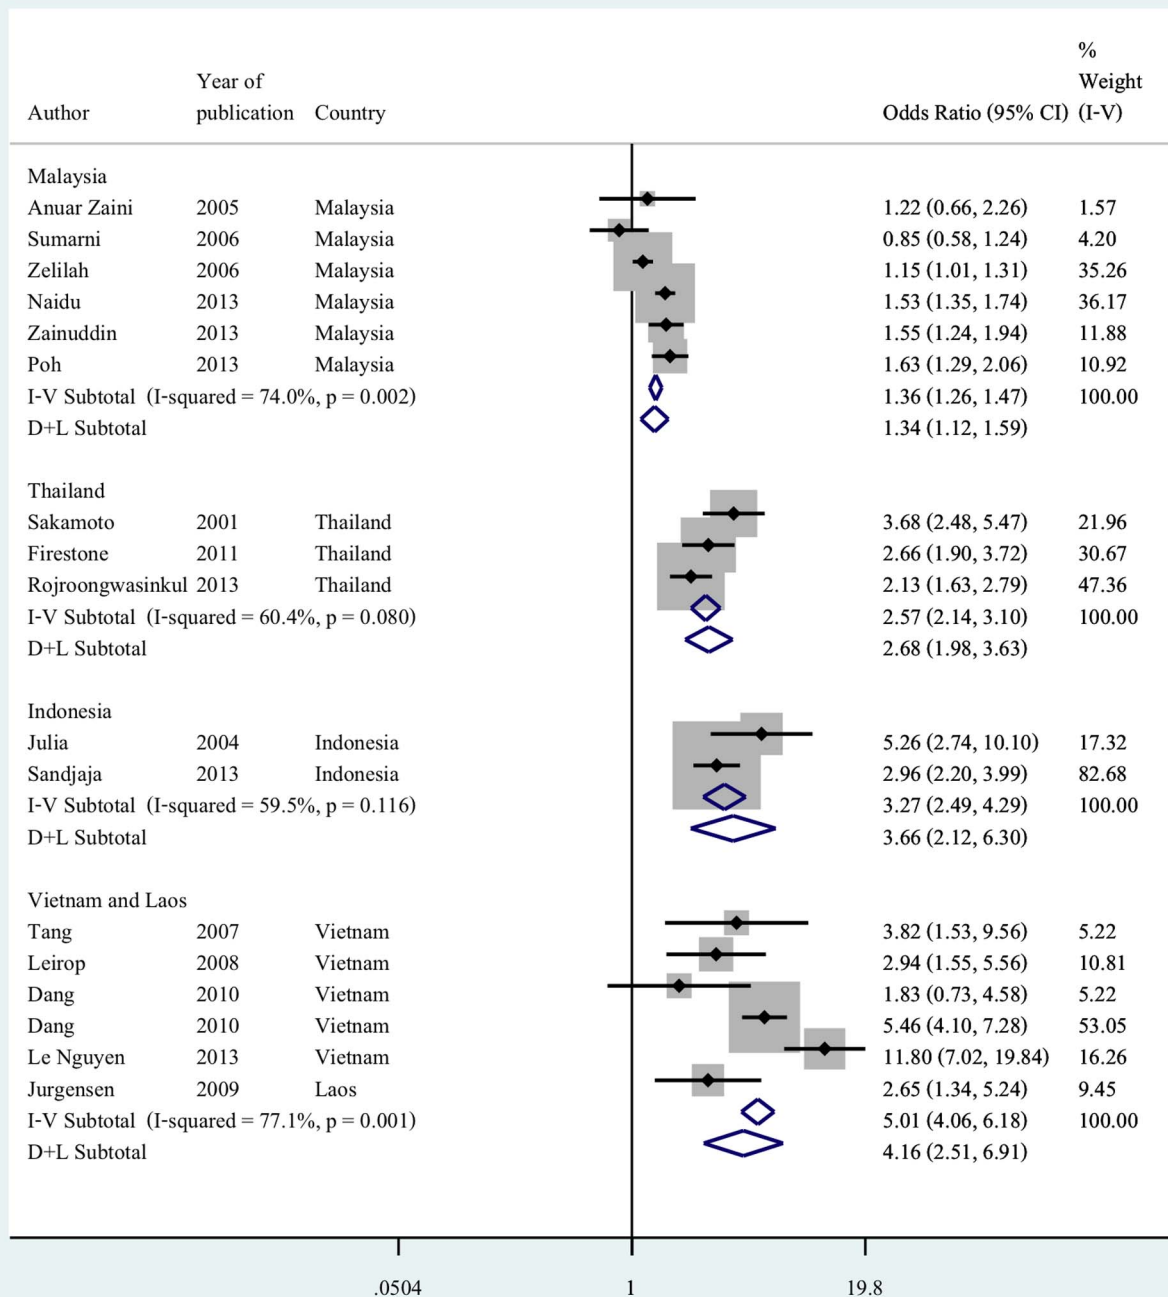 %
Year of Weight
Author publication Country Odds Ratio (95% CI) (I-V)
Malaysia
Anuar Zaini 2005 Malaysia 1.22 (0.66, 2.26) 1.57
Sumarni 2006 Malaysia 0.85 (0.58, 1.24) 4.20
Zelilah 2006 Malaysia 1.15 (1.01, 1.31) 35.26
Naidu 2013 Malaysia 1.53 (1.35, 1.74) 36.17
Zainuddin 2013 Malaysia 1.55 (1.24, 1.94) 11.88
Poh 2013 Malaysia 1.63 (1.29, 2.06) 10.92
I-V Subtotal (I-squared = 74.0%, p = 0.002) 1.36 (1.26, 1.47) 100.00
D+L Subtotal 1.34 (1.12, 1.59)
Thailand
Sakamoto 2001 Thailand 3.68 (2.48, 5.47) 21.96
Firestone 2011 Thailand 2.66 (1.90, 3.72) 30.67
Rojroongwasinkul 2013 Thailand 2.13 (1.63, 2.79) 47.36
I-V Subtotal (I-squared = 60.4%, p = 0.080) 2.57 (2.14, 3.10) 100.00
D+L Subtotal 2.68 (1.98, 3.63)
Indonesia
Julia 2004 Indonesia 5.26 (2.74, 10.10) 17.32
Sandjaja 2013 Indonesia 2.96 (2.20, 3.99) 82.68
I-V Subtotal (I-squared = 59.5%, p = 0.116) 3.27 (2.49, 4.29) 100.00
D+L Subtotal 3.66 (2.12, 6.30)
Vietnam and Laos
Tang 2007 Vietnam 3.82 (1.53, 9.56) 5.22
Leirop 2008 Vietnam 2.94 (1.55, 5.56) 10.81
Dang 2010 Vietnam 1.83 (0.73, 4.58) 5.22
Dang 2010 Vietnam 5.46 (4.10, 7.28) 53.05
Le Nguyen 2013 Vietnam 11.80 (7.02, 19.84) 16.26
Jurgensen 2009 Laos 2.65 (1.34, 5.24) 9.45
I-V Subtotal (I-squared = 77.1%, p = 0.001) 5.01 (4.06, 6.18) 100.00
D+L Subtotal 4.16 (2.51, 6.91)
.0504 1 19.8